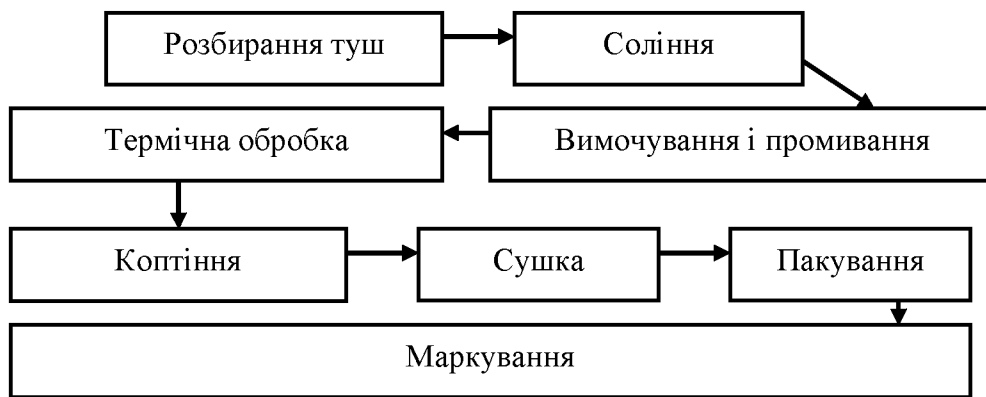 Розбирання туш
Соління
Вимочування і промивання
Термічна обробка
Коптіння
Сушка
Пакування
Маркування